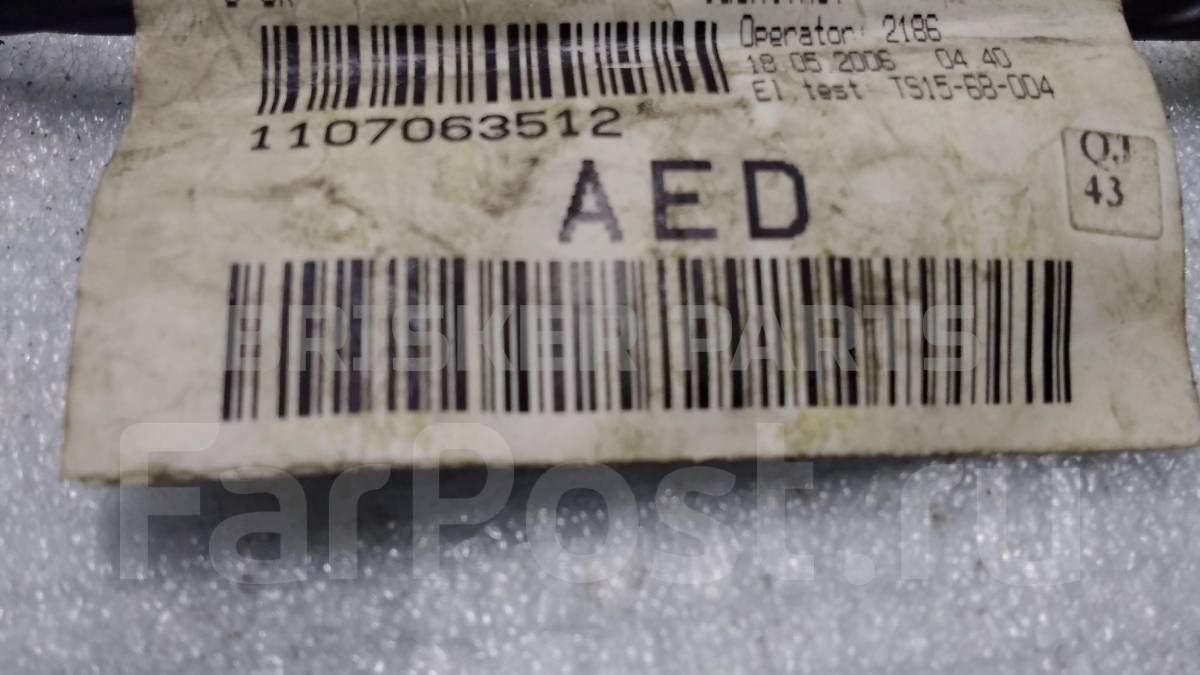 Operator: 2186
18 05 2006 04 40
El test: TS15-68-004
1107063512
QJ
43
AED
BRISKER PARTS
FarPost.ru